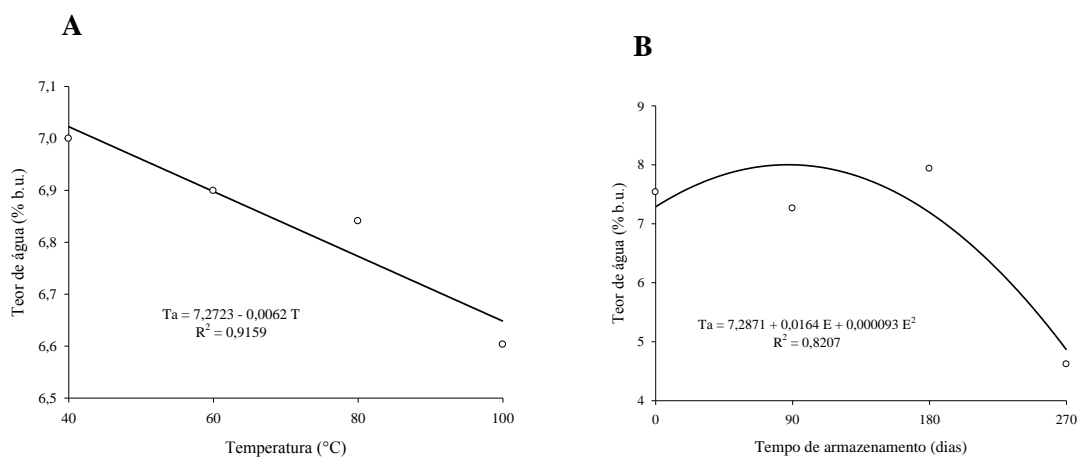 A
7,1
7,0
6,9
6,8
6,7
6,6
6,5
40
60
80
100
Teor de água (% b.u.)
Temperatura (°C)
Ta = 7,2723 - 0,0062 T
R² = 0,9159
B
9
8
7
6
5
4
0
90
180
270
Teor de água (% b.u.)
Tempo de armazenamento (dias)
Ta = 7,2871 + 0,0164 E + 0,000093 E²
R² = 0,8207